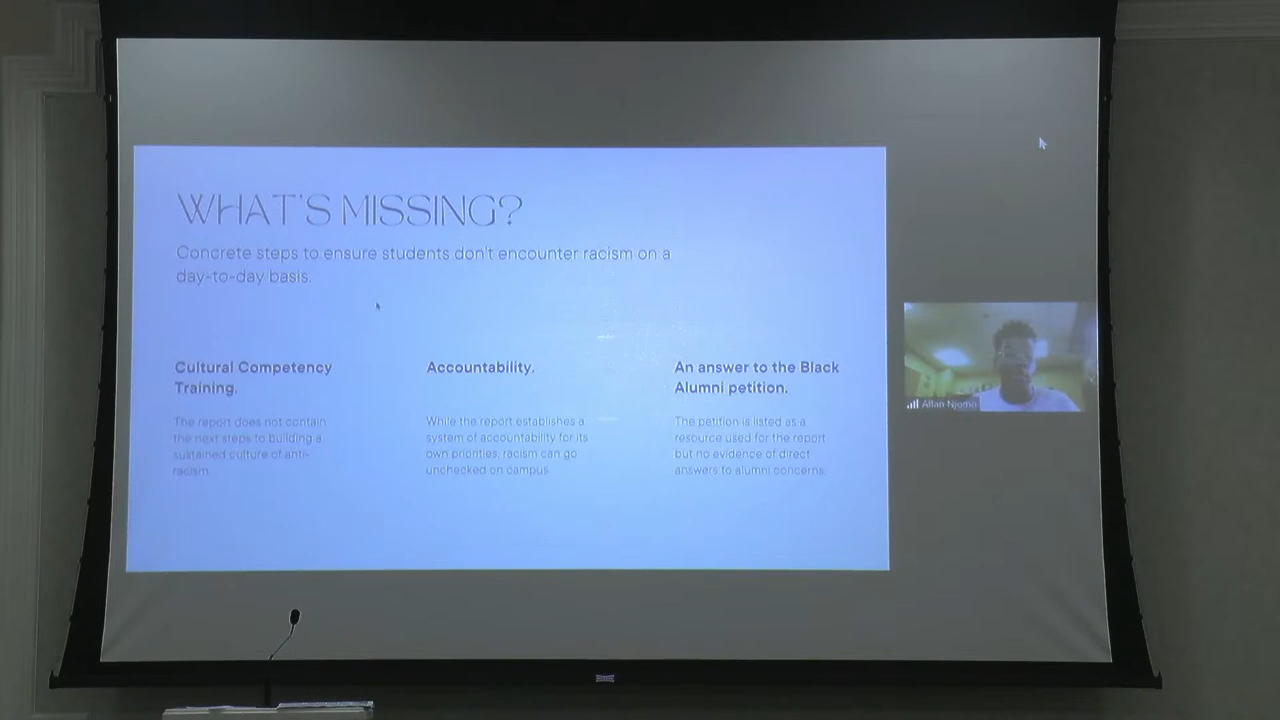 WHAT'S MISSING?
Concrete steps to ensure students don't encounter racism on a
day-to-day basis.
Cultural Competency
Training.
The report does not contain
the next steps to building a
sustained culture of anti-
racism.
Accountability.
While the report establishes a
system of accountability for its
own priorities, racism can go
unchecked on campus.
An answer to the Black
Alumni petition.
The petition is listed as a
resource used for the report
but no evidence of direct
answers to alumni concerns.
Allan Njomo